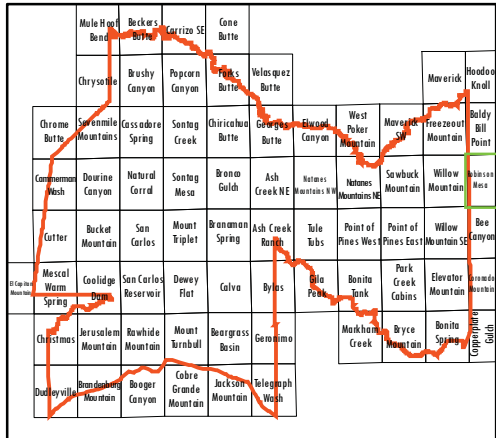 Mule Hoof
Bend
Beckers
Butte
Carrizo SE
Cone
Butte
Chrysotile
Brushy
Canyon
Popcorn
Canyon
Forks
Butte
Velasquez
Butte
Maverick
Hoodoo
Knoll
Chrome
Butte
Sevenmile
Mountains
Cassadore
Spring
Sontag
Creek
Chiricahua
Butte
Georges
Butte
Elwood
Canyon
West
Poker
Mountain
Maverick
SW
Freezeout
Mountain
Baldy
Bill
Point
Cammerman
Wash
Dourine
Canyon
Natural
Corral
Sontag
Mesa
Bronco
Gulch
Ash
Creek NE
Natanes
Mountains NW
Natanes
Mountains NE
Sawbuck
Mountain
Willow
Mountain
Robinson
Mesa
Cutter
Bucket
Mountain
San
Carlos
Mount
Triplet
Branaman
Spring
Ash Creek
Ranch
Tule
Tubs
Point of
Pines West
Point of
Pines East
Willow
Mountain SE
Bee
Canyon
El Capitan
Mountain
Mescal
Warm
Spring
Coolidge
Dam
San Carlos
Reservoir
Dewey
Flat
Calva
Bylas
Gila
Peak
Bonita
Tank
Park
Creek
Cabins
Elevator
Mountain
Coronado
Mountain
Christmas
Jerusalem
Mountain
Rawhide
Mountain
Mount
Turnbull
Beargrass
Basin
Geronimo
Markham
Creek
Bryce
Mountain
Bonita
Spring
Copperplate
Gulch
Dudleyville
Brandenburg
Mountain
Booger
Canyon
Cobre
Grande
Mountain
Jackson
Mountain
Telegraph
Wash